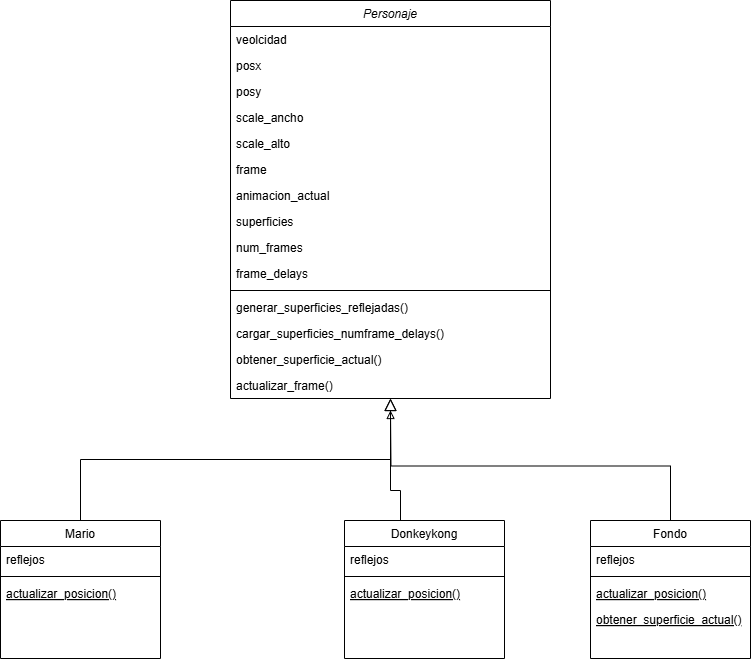 Personaje
veolcidad
posx
posy
scale_ancho
scale_alto
frame
animacion_actual
superficies
num_frames
frame_delays
generar_superficies_reflejadas()
cargar_superficies_numframe_delays()
obtener_superficie_actual()
actualizar_frame()
Mario
reflejos
actualizar_posicion()
Donkeykong
reflejos
actualizar_posicion()
Fondo
reflejos
actualizar_posicion()
obtener_superficie_actual()